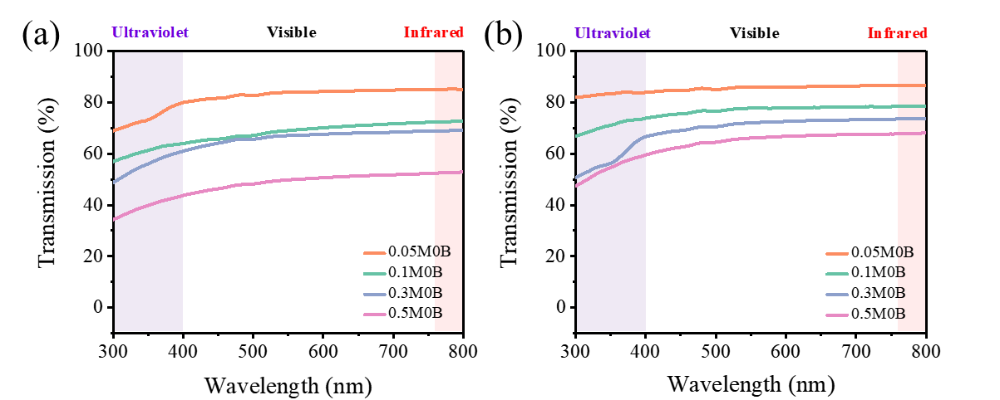 (a)
Ultraviolet Visible Infrared
100
80
60
40
20
0
Transmission (%)
0.05M0B
0.1M0B
0.3M0B
0.5M0B
300 400 500 600 700 800
Wavelength (nm)
(b)
Ultraviolet Visible Infrared
100
80
60
40
20
0
Transmission (%)
0.05M0B
0.1M0B
0.3M0B
0.5M0B
300 400 500 600 700 800
Wavelength (nm)